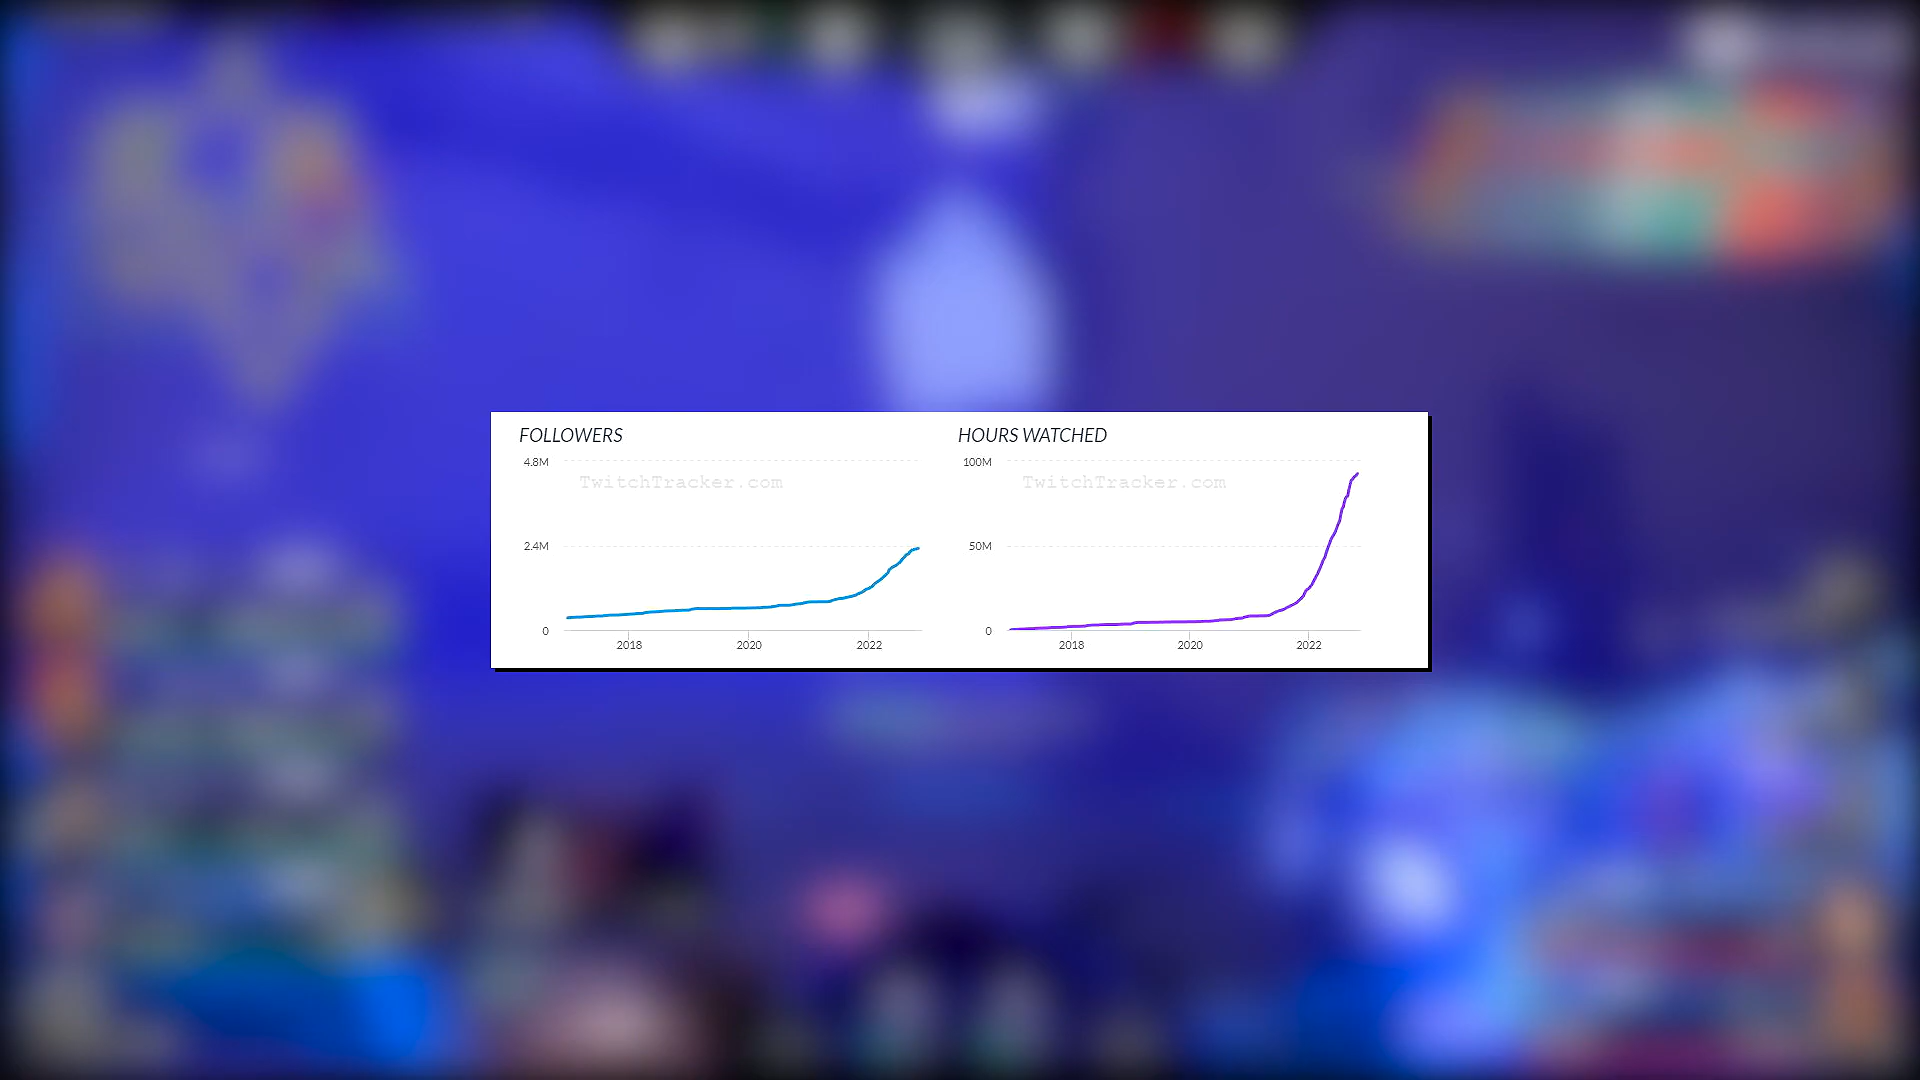 FOLLOWERS
4.8M
TwitchTracker.com
2.4M
0
2018 2020 2022
HOURS WATCHED
100M
TwitchTracker.com
50M
0
2018 2020 2022